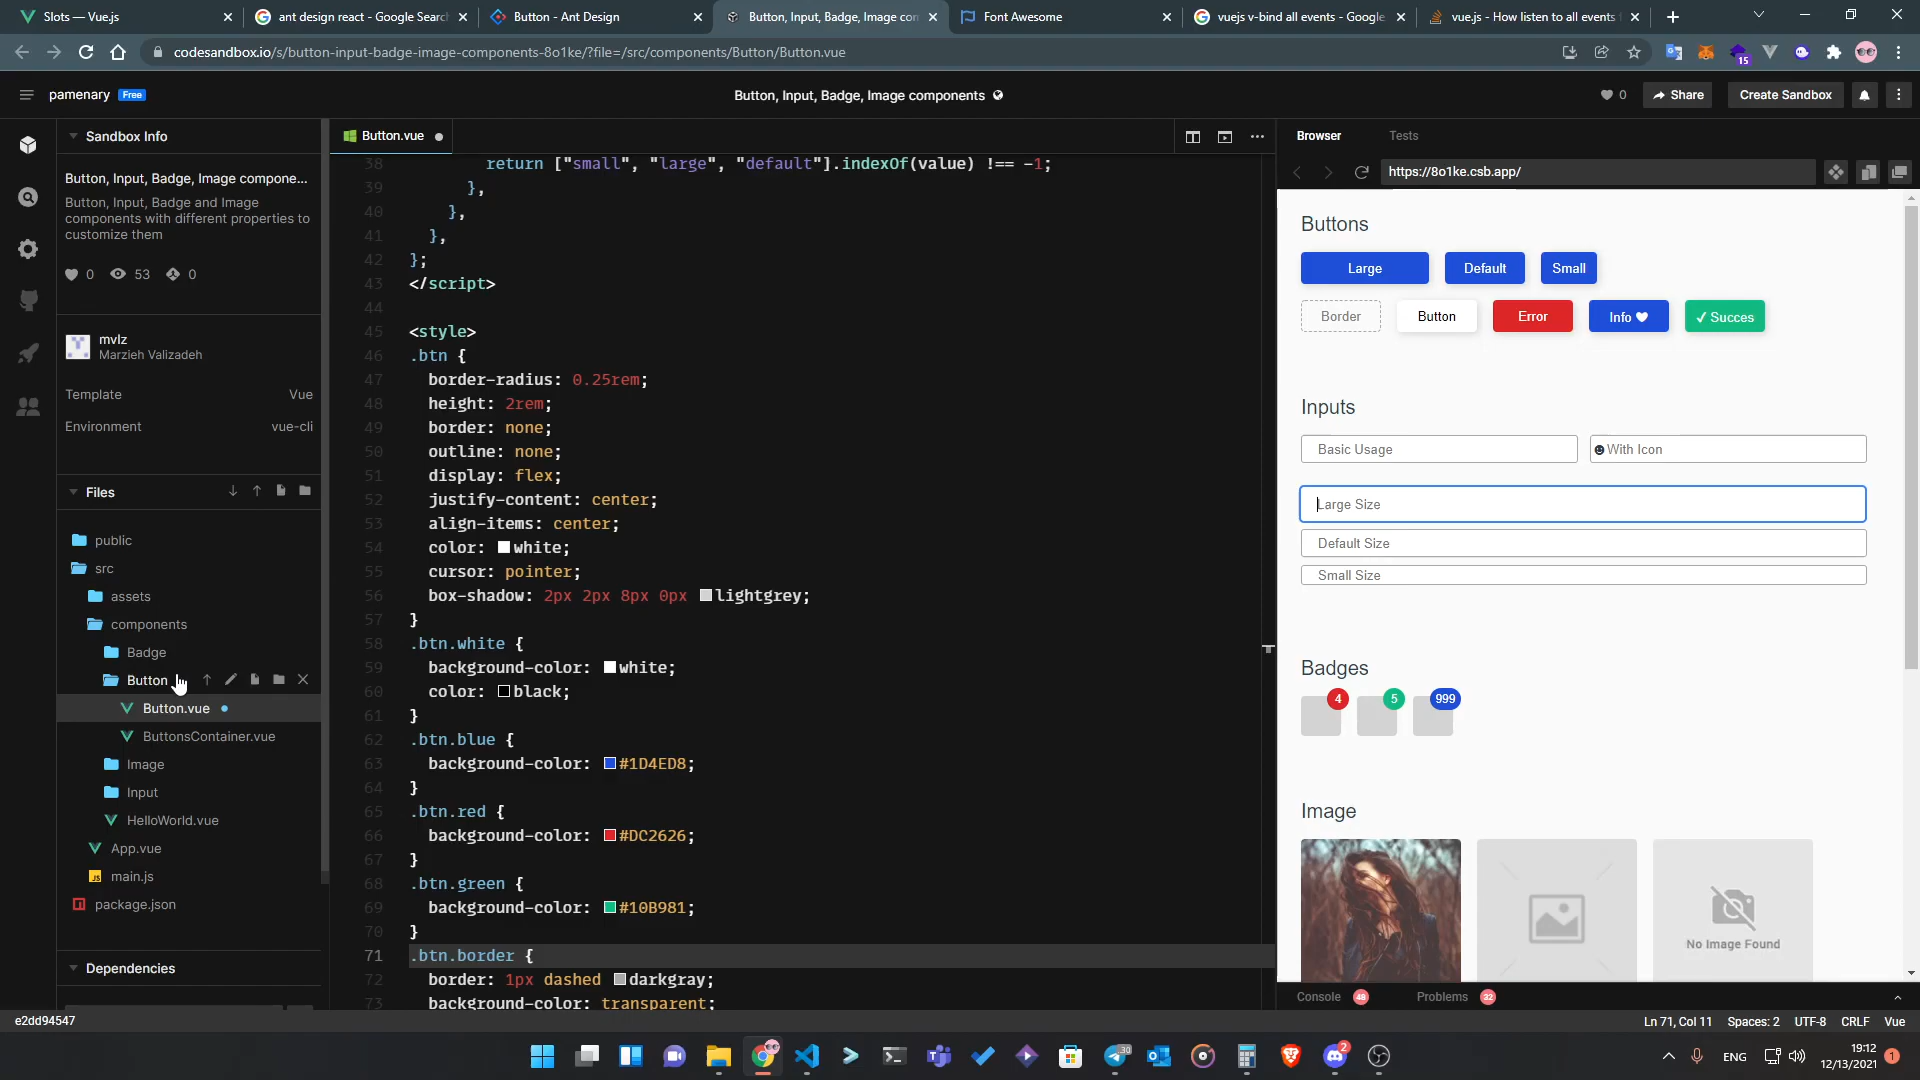 Slots — Vue.js
ant design react - Google Searc
Button - Ant Design
Button, Input, Badge, Image con
Font Awesome
vuejs v-bind all events - Google
vue.js - How listen to all events
codesandbox.io/s/button-input-badge-image-components-8o1ke/?file=/src/components/Button/Button.vue
15
pamenary Free
Button, Input, Badge, Image components
0
Share
Create Sandbox
Sandbox Info
Button, Input, Badge, Image compone...
Button, Input, Badge and Image
components with different properties to
customize them
0 53 0
mvlz
Marzieh Valizadeh
Template Vue
Environment vue-cli
Files
public
src
assets
components
Badge
Button
Button.vue
ButtonsContainer.vue
Image
Input
HelloWorld.vue
App.vue
JS main.js
package.json
Dependencies
Button.vue
38 return ["small", "large", "default"].indexOf(value) !== -1;
39 },
40 },
41 },
42 };
43 </script>
44
45 <style>
46 .btn {
47 border-radius: 0.25rem;
48 height: 2rem;
49 border: none;
50 outline: none;
51 display: flex;
52 justify-content: center;
53 align-items: center;
54 color: white;
55 cursor: pointer;
56 box-shadow: 2px 2px 8px 0px lightgrey;
57 }
58 .btn.white {
59 background-color: white;
60 color: black;
61 }
62 .btn.blue {
63 background-color: #1D4ED8;
64 }
65 .btn.red {
66 background-color: #DC2626;
67 }
68 .btn.green {
69 background-color: #10B981;
70 }
71 .btn.border {
72 border: 1px dashed darkgray;
73 background-color: transparent;
Browser
Tests
https://8o1ke.csb.app/
Buttons
Large
Default
Small
Border
Button
Error
Info
Succes
Inputs
Basic Usage
With Icon
Large Size
Default Size
Small Size
Badges
4
5
999
Image
No Image Found
Console 48
Problems 32
e2dd94547
Ln 71, Col 11 Spaces: 2 UTF-8 CRLF Vue
30
2
ENG
19:12
12/13/2021
1